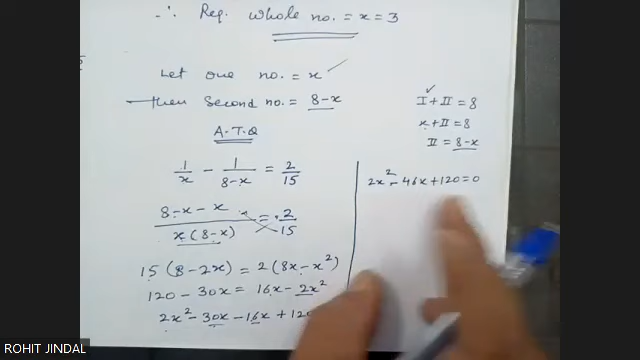 ∴ Req. whole no. = x = 3
Let one no. = x
Then Second no. = 8-x
I + II = 8
x + II = 8
II = 8-x
A.T.Q
1/x - 1/(8-x) = 2/15
(8-x-x)/(x(8-x)) = 2/15
15(8-2x) = 2(8x-x²)
120-30x = 16x-2x²
2x²-30x-16x+120
2x²-46x+120=0
ROHIT JINDAL